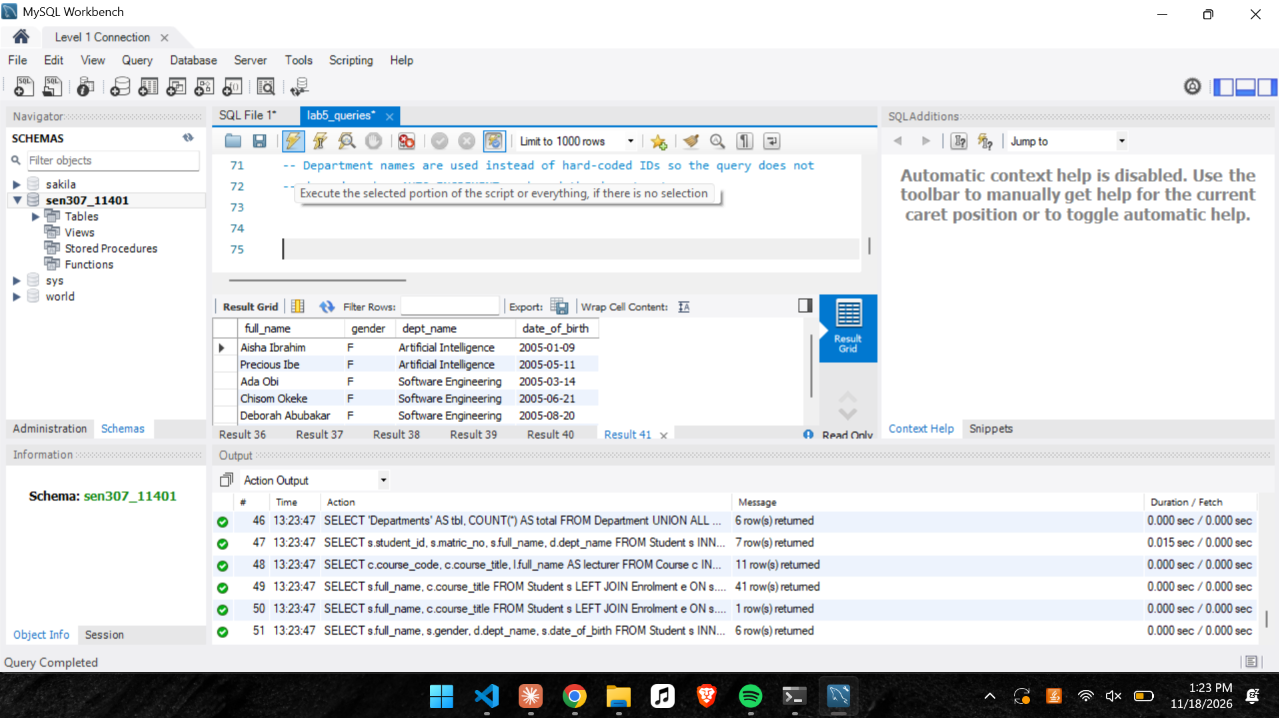 MySQL Workbench
Level 1 Connection
File Edit View Query Database Server Tools Scripting Help
Navigator
SCHEMAS
Filter objects
sakila
sen307_11401
Tables
Views
Stored Procedures
Functions
sys
world
Administration Schemas
Information
Schema: sen307_11401
Object Info Session
SQL File 1* lab5_queries*
Limit to 1000 rows
71 -- Department names are used instead of hard-coded IDs so the query does not
72
Execute the selected portion of the script or everything, if there is no selection
73
74
75
Result Grid Filter Rows: Export: Wrap Cell Content:
full_name gender dept_name date_of_birth
Aisha Ibrahim F Artificial Intelligence 2005-01-09
Precious Ibe F Artificial Intelligence 2005-05-11
Ada Obi F Software Engineering 2005-03-14
Chisom Okeke F Software Engineering 2005-06-21
Deborah Abubakar F Software Engineering 2005-08-20
Result Grid
Result 36 Result 37 Result 38 Result 39 Result 40 Result 41 Read Only
SQLAdditions
Jump to
Automatic context help is disabled. Use the
toolbar to manually get help for the current
caret position or to toggle automatic help.
Context Help Snippets
Output
Action Output
# Time Action Message Duration / Fetch
46 13:23:47 SELECT 'Departments' AS tbl, COUNT(*) AS total FROM Department UNION ALL ... 6 row(s) returned 0.000 sec / 0.000 sec
47 13:23:47 SELECT s.student_id, s.matric_no, s.full_name, d.dept_name FROM Student s INN... 7 row(s) returned 0.015 sec / 0.000 sec
48 13:23:47 SELECT c.course_code, c.course_title, l.full_name AS lecturer FROM Course c IN... 11 row(s) returned 0.000 sec / 0.000 sec
49 13:23:47 SELECT s.full_name, c.course_title FROM Student s LEFT JOIN Enrolment e ON s.... 41 row(s) returned 0.000 sec / 0.000 sec
50 13:23:47 SELECT s.full_name, c.course_title FROM Student s LEFT JOIN Enrolment e ON s.... 1 row(s) returned 0.000 sec / 0.000 sec
51 13:23:47 SELECT s.full_name, s.gender, d.dept_name, s.date_of_birth FROM Student s INN... 6 row(s) returned 0.000 sec / 0.000 sec
Query Completed
1:23 PM
11/18/2026